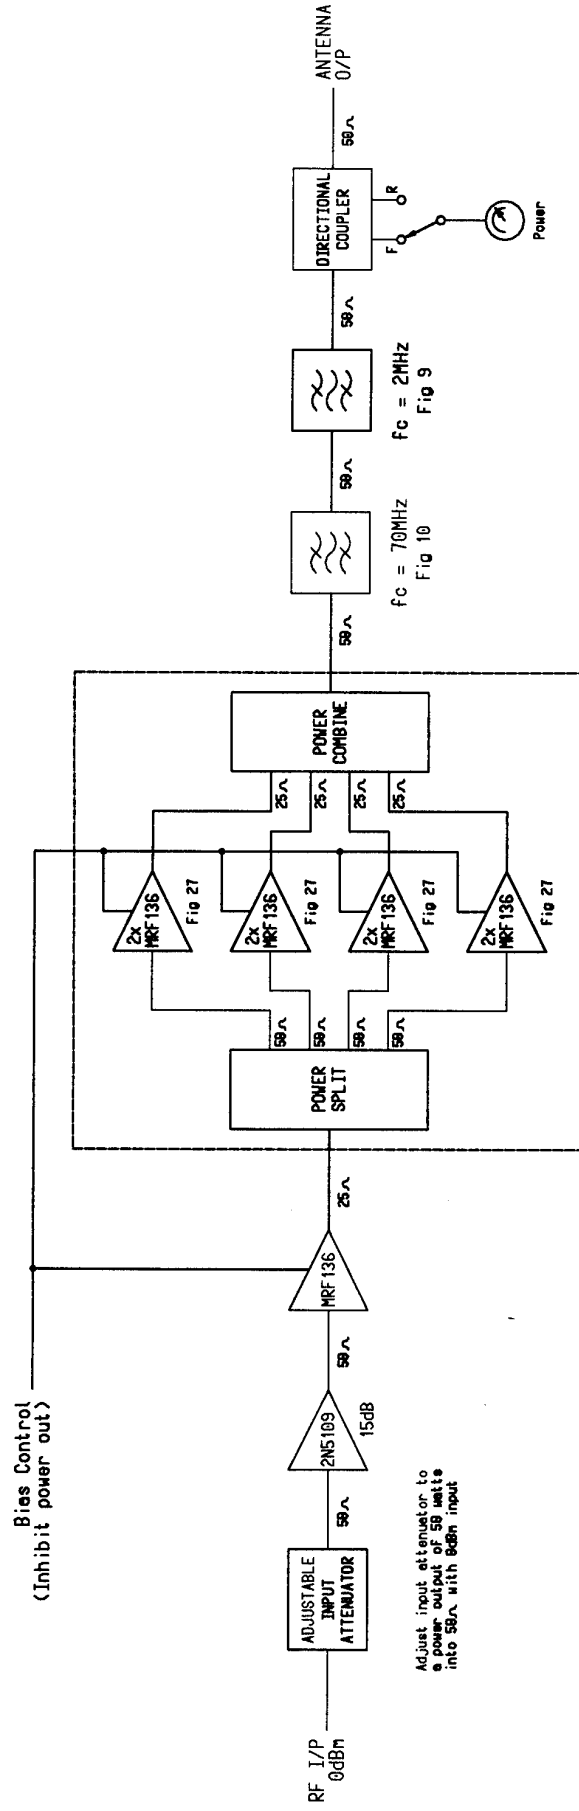 Bias Control
(Inhibit power out)
RF I/P
0dBm
ADJUSTABLE
INPUT
ATTENUATOR
50Ω
2N5109
15dB
50Ω
MRF136
25Ω
POWER
SPLIT
50Ω
50Ω
50Ω
50Ω
2x
MRF136
Fig 27
2x
MRF136
Fig 27
2x
MRF136
Fig 27
2x
MRF136
Fig 27
25Ω
25Ω
25Ω
25Ω
POWER
COMBINE
50Ω
fc = 70MHz
Fig 10
50Ω
fc = 2MHz
Fig 9
50Ω
DIRECTIONAL
COUPLER
F
R
Power
50Ω
ANTENNA
O/P
Adjust input attenuator to
a power output of 50 watts
into 50Ω with 0dBm input